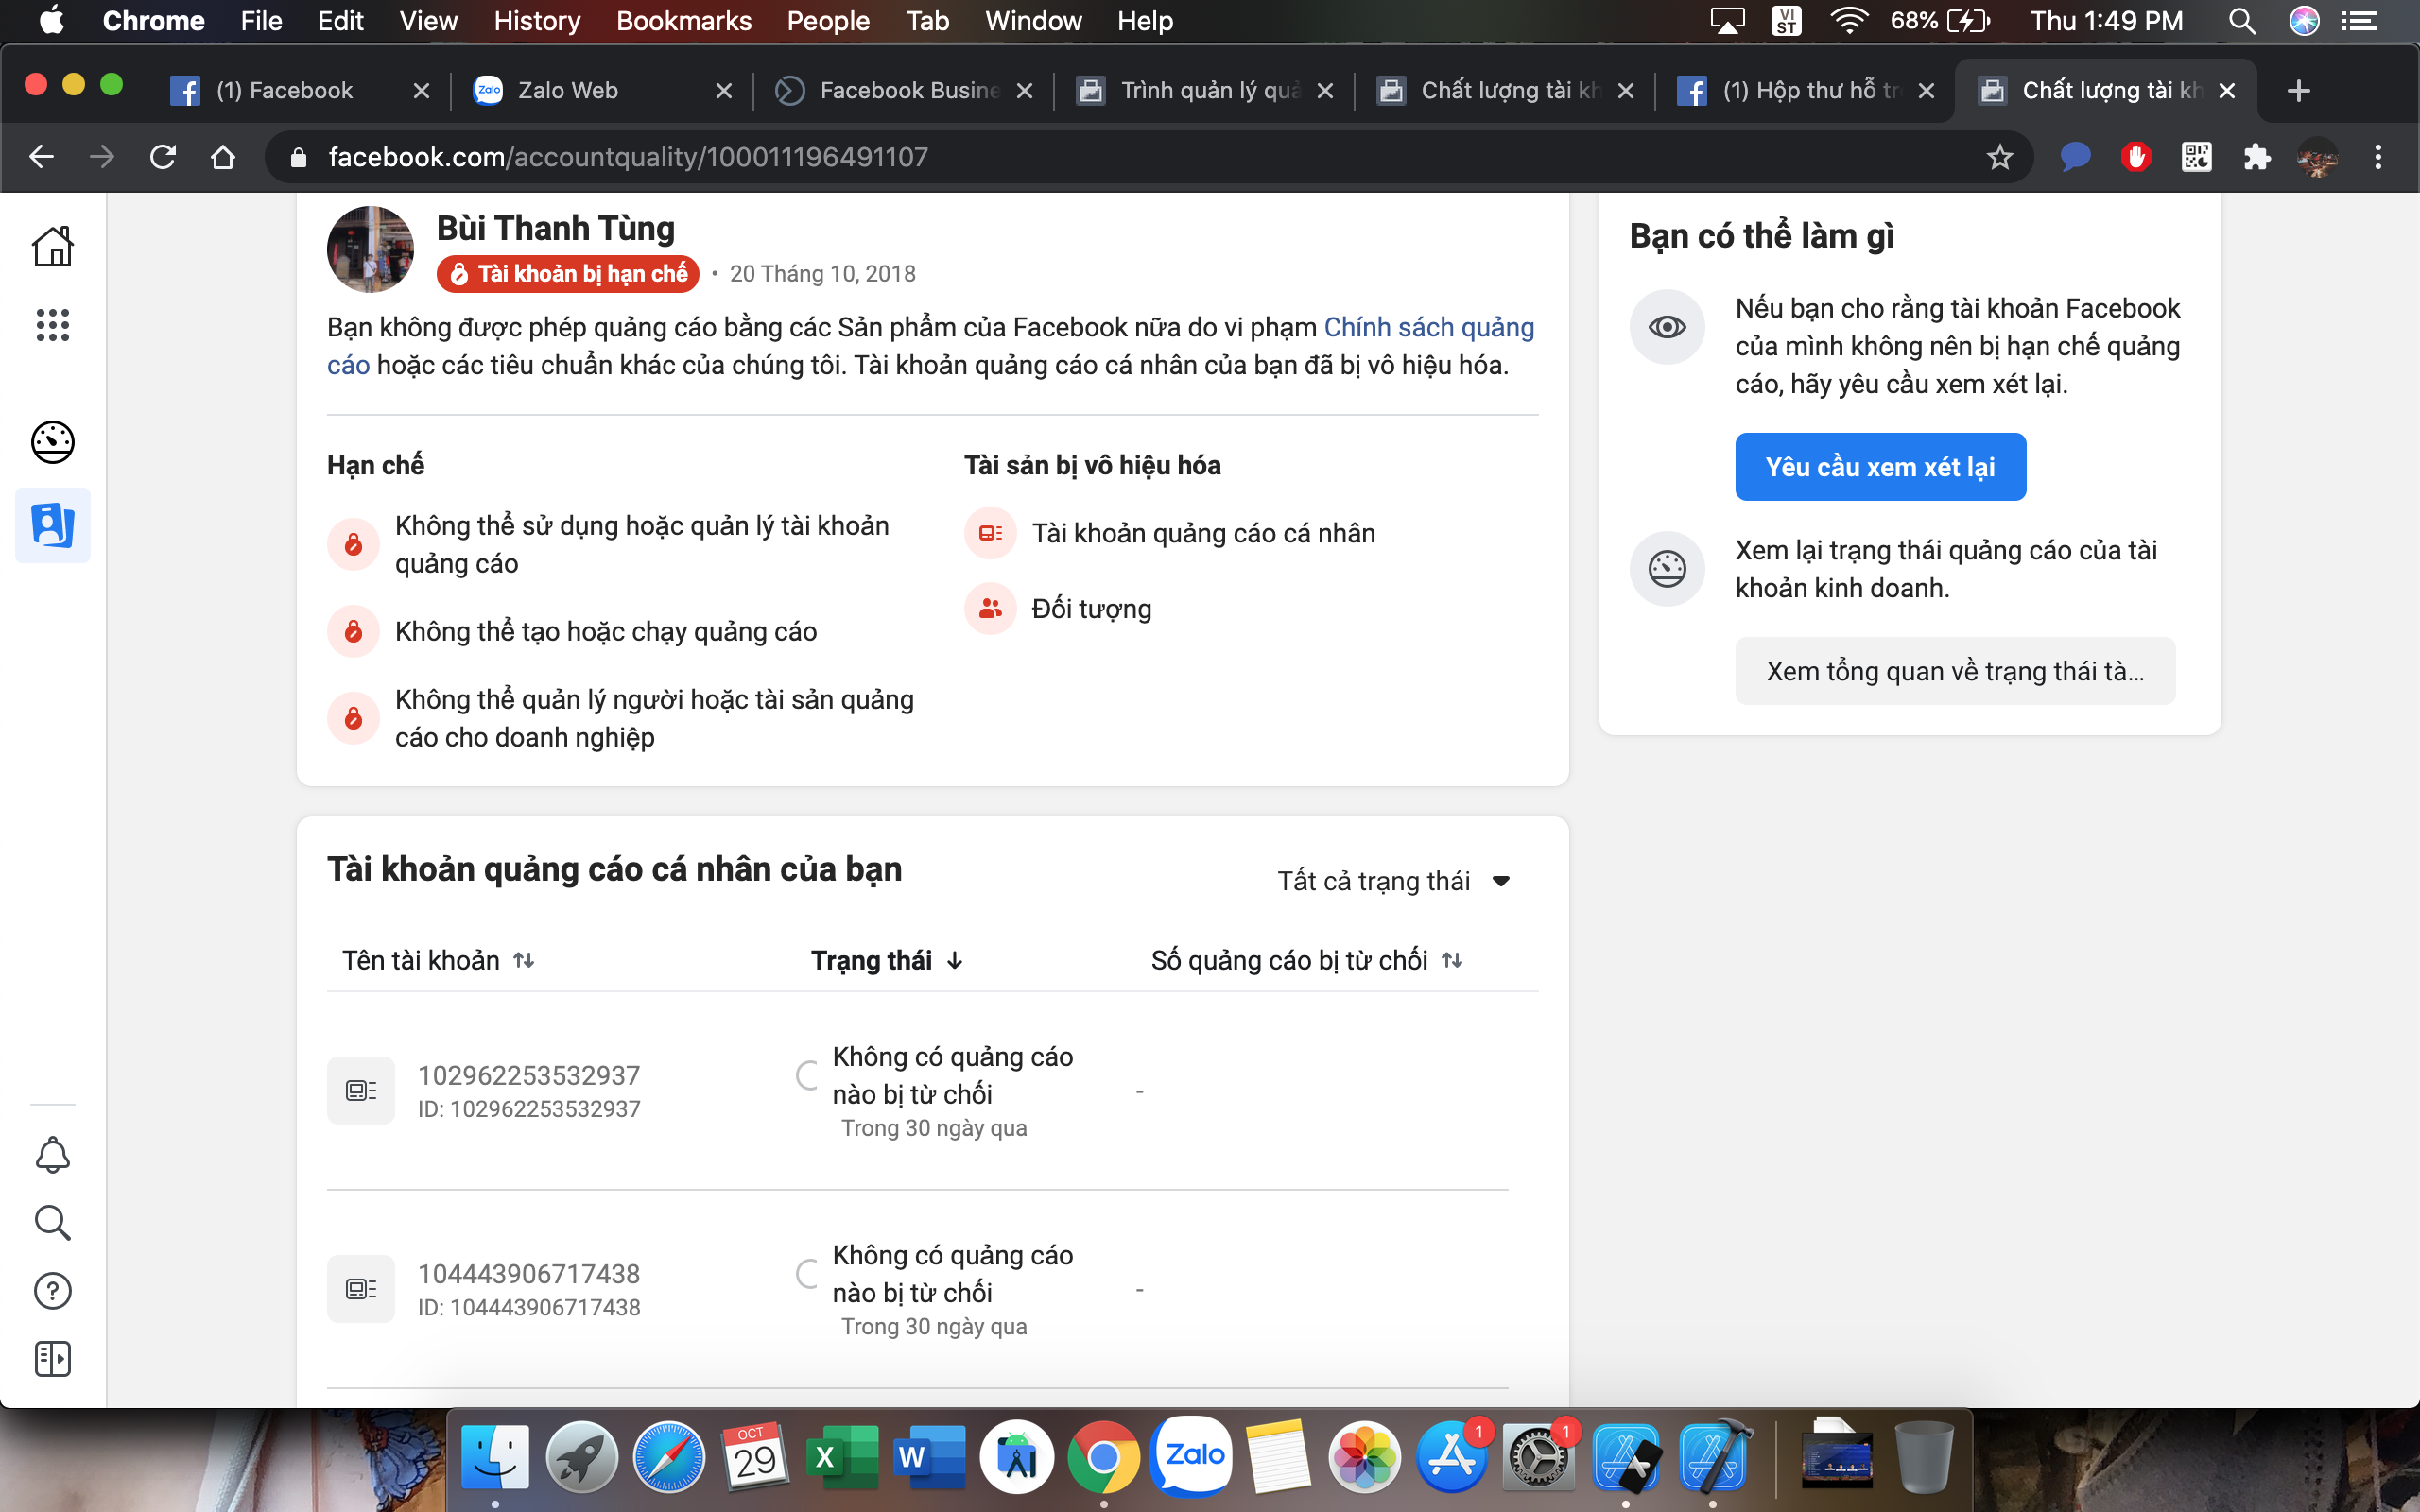 Chrome File Edit View History Bookmarks People Tab Window Help
VI ST 68% Thu 1:49 PM
(1) Facebook
Zalo Web
Facebook Busine
Trình quản lý quả
Chất lượng tài kh
(1) Hộp thư hỗ tr
Chất lượng tài kh
facebook.com/accountquality/100011196491107
Bùi Thanh Tùng
Tài khoản bị hạn chế • 20 Tháng 10, 2018
Bạn không được phép quảng cáo bằng các Sản phẩm của Facebook nữa do vi phạm Chính sách quảng
cáo hoặc các tiêu chuẩn khác của chúng tôi. Tài khoản quảng cáo cá nhân của bạn đã bị vô hiệu hóa.
Hạn chế
Không thể sử dụng hoặc quản lý tài khoản
quảng cáo
Không thể tạo hoặc chạy quảng cáo
Không thể quản lý người hoặc tài sản quảng
cáo cho doanh nghiệp
Tài sản bị vô hiệu hóa
Tài khoản quảng cáo cá nhân
Đối tượng
Bạn có thể làm gì
Nếu bạn cho rằng tài khoản Facebook
của mình không nên bị hạn chế quảng
cáo, hãy yêu cầu xem xét lại.
Yêu cầu xem xét lại
Xem lại trạng thái quảng cáo của tài
khoản kinh doanh.
Xem tổng quan về trạng thái tà...
Tài khoản quảng cáo cá nhân của bạn
Tất cả trạng thái
Tên tài khoản Trạng thái Số quảng cáo bị từ chối
102962253532937
ID: 102962253532937
Không có quảng cáo
nào bị từ chối
Trong 30 ngày qua
-
104443906717438
ID: 104443906717438
Không có quảng cáo
nào bị từ chối
Trong 30 ngày qua
-
OCT
29
X
W
Zalo
1
1